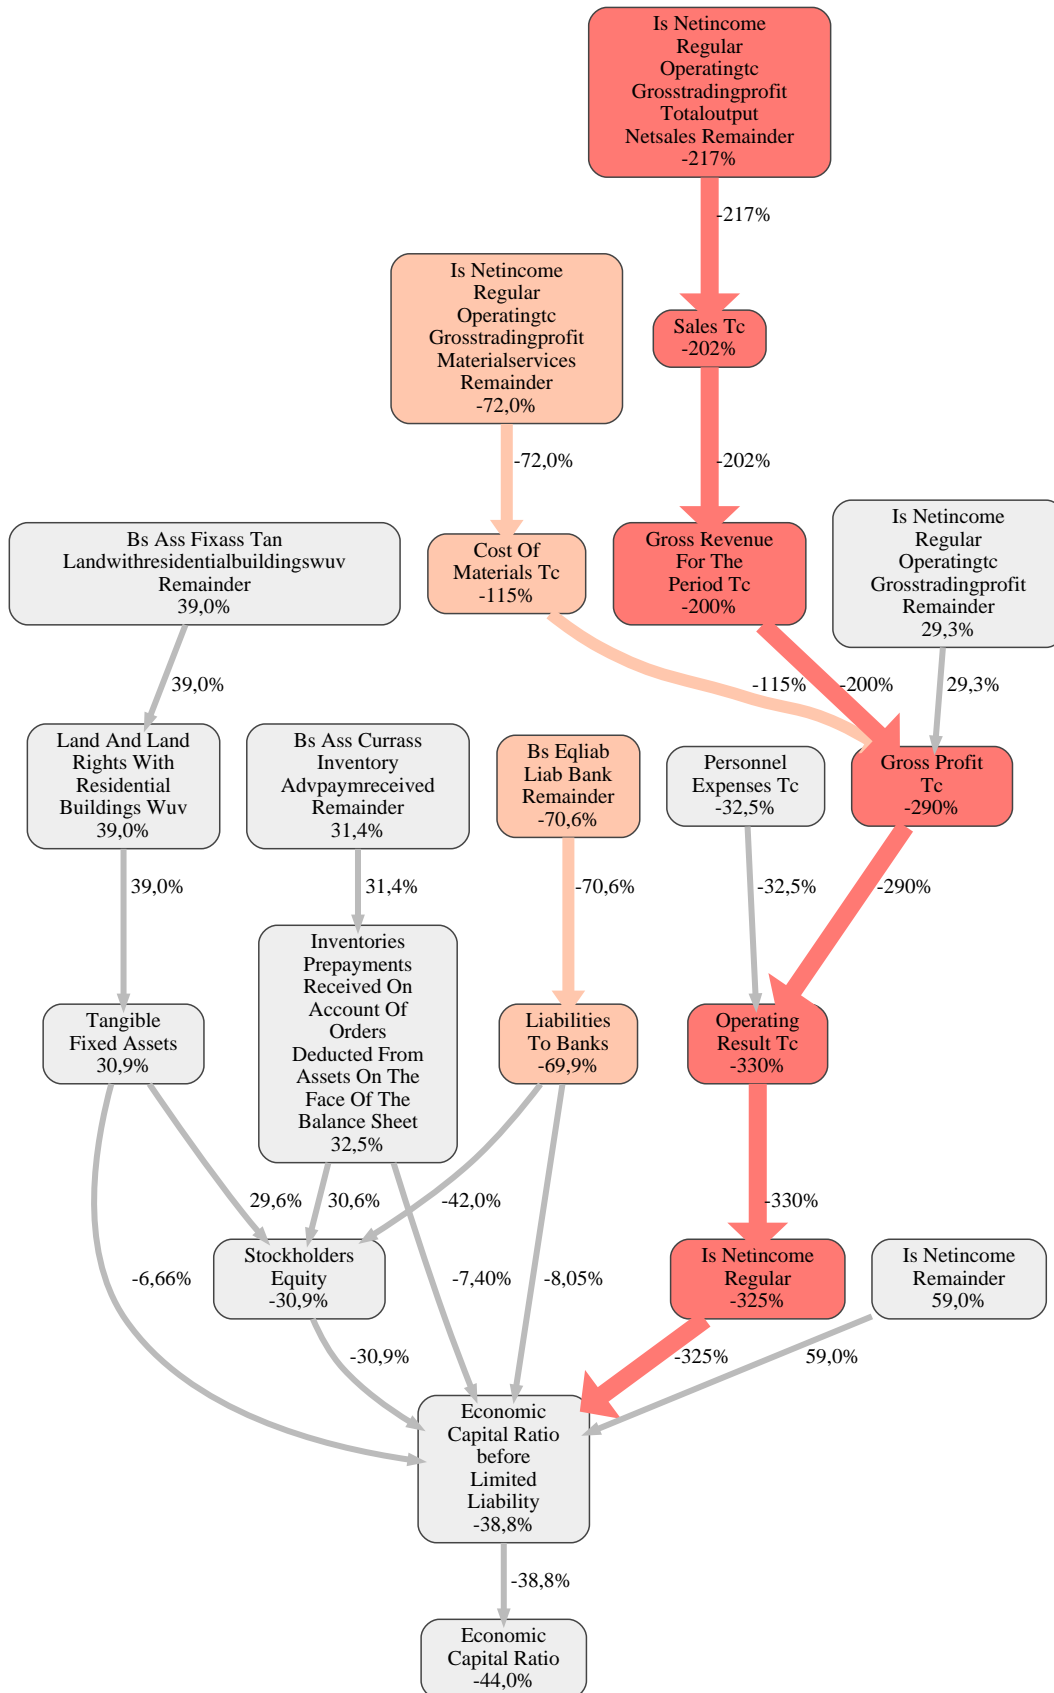 Is Netincome
Regular
Operatingtc
Grosstradingprofit
Totaloutput
Netsales Remainder
-217%
-217%
Is Netincome
Regular
Operatingtc
Grosstradingprofit
Materialservices
Remainder
-72,0%
Sales Tc
-202%
-72,0%
-202%
Bs Ass Fixass Tan
Landwithresidentialbuildingswuv
Remainder
39,0%
Cost Of
Materials Tc
-115%
Gross Revenue
For The
Period Tc
-200%
Is Netincome
Regular
Operatingtc
Grosstradingprofit
Remainder
29,3%
39,0%
-115%
-200%
29,3%
Land And Land
Rights With
Residential
Buildings Wuv
39,0%
Bs Ass Currass
Inventory
Advpaymreceived
Remainder
31,4%
Bs Eqliab
Liab Bank
Remainder
-70,6%
Personnel
Expenses Tc
-32,5%
Gross Profit
Tc
-290%
39,0%
31,4%
-70,6%
-32,5%
-290%
Tangible
Fixed Assets
30,9%
Inventories
Prepayments
Received On
Account Of
Orders
Deducted From
Assets On The
Face Of The
Balance Sheet
32,5%
Liabilities
To Banks
-69,9%
Operating
Result Tc
-330%
29,6%
30,6%
-42,0%
-330%
-6,66%
Stockholders
Equity
-30,9%
-7,40%
-8,05%
Is Netincome
Regular
-325%
Is Netincome
Remainder
59,0%
-30,9%
-325%
59,0%
Economic
Capital Ratio
before
Limited
Liability
-38,8%
-38,8%
Economic
Capital Ratio
-44,0%